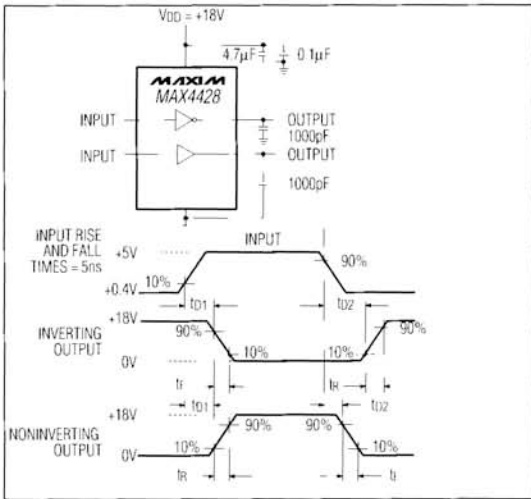 VDD = +18V
4.7µF 0.1µF
MAXIM
MAX4428
INPUT OUTPUT
1000pF
INPUT OUTPUT
1000pF
INPUT RISE
AND FALL
TIMES = 5ns
+5V INPUT
10% 90%
+0.4V tD1 tD2
INVERTING
OUTPUT
+18V
90% 90%
10% 10%
0V
tF tR
tD1 tD2
NONINVERTING
OUTPUT
+18V
90% 90%
10% 10%
0V
tR tf